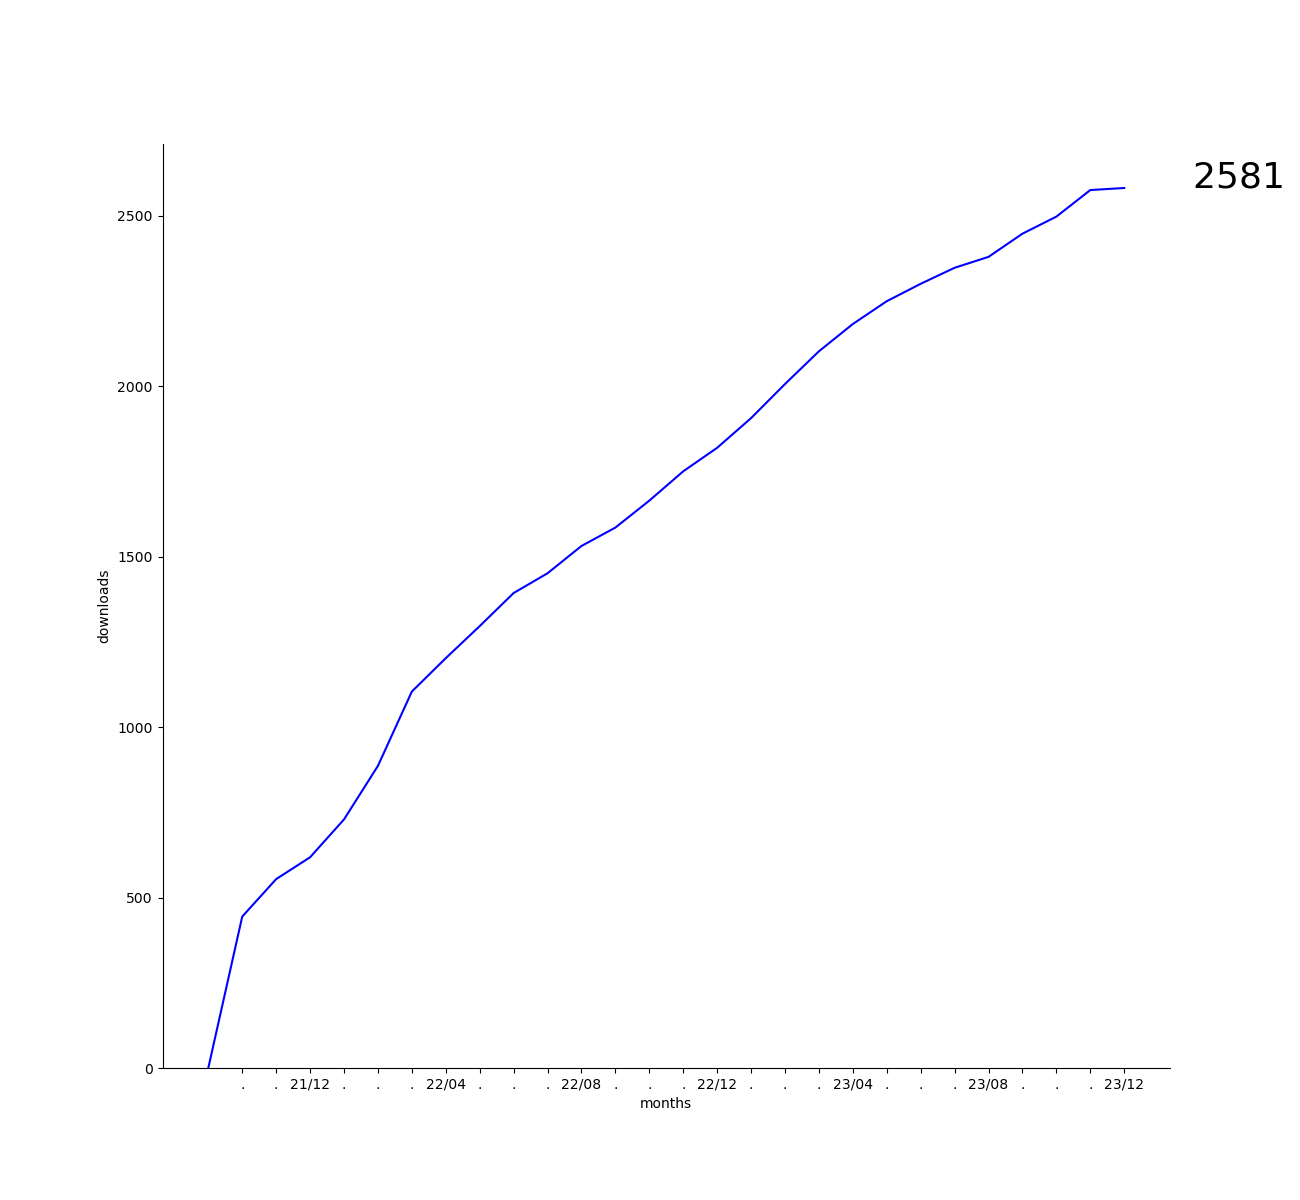 2581
2500
2000
1500
1000
500
0
downloads
. . 21/12 . . . 22/04 . . . 22/08 . . . 22/12 . . . 23/04 . . . 23/08 . . . 23/12
months